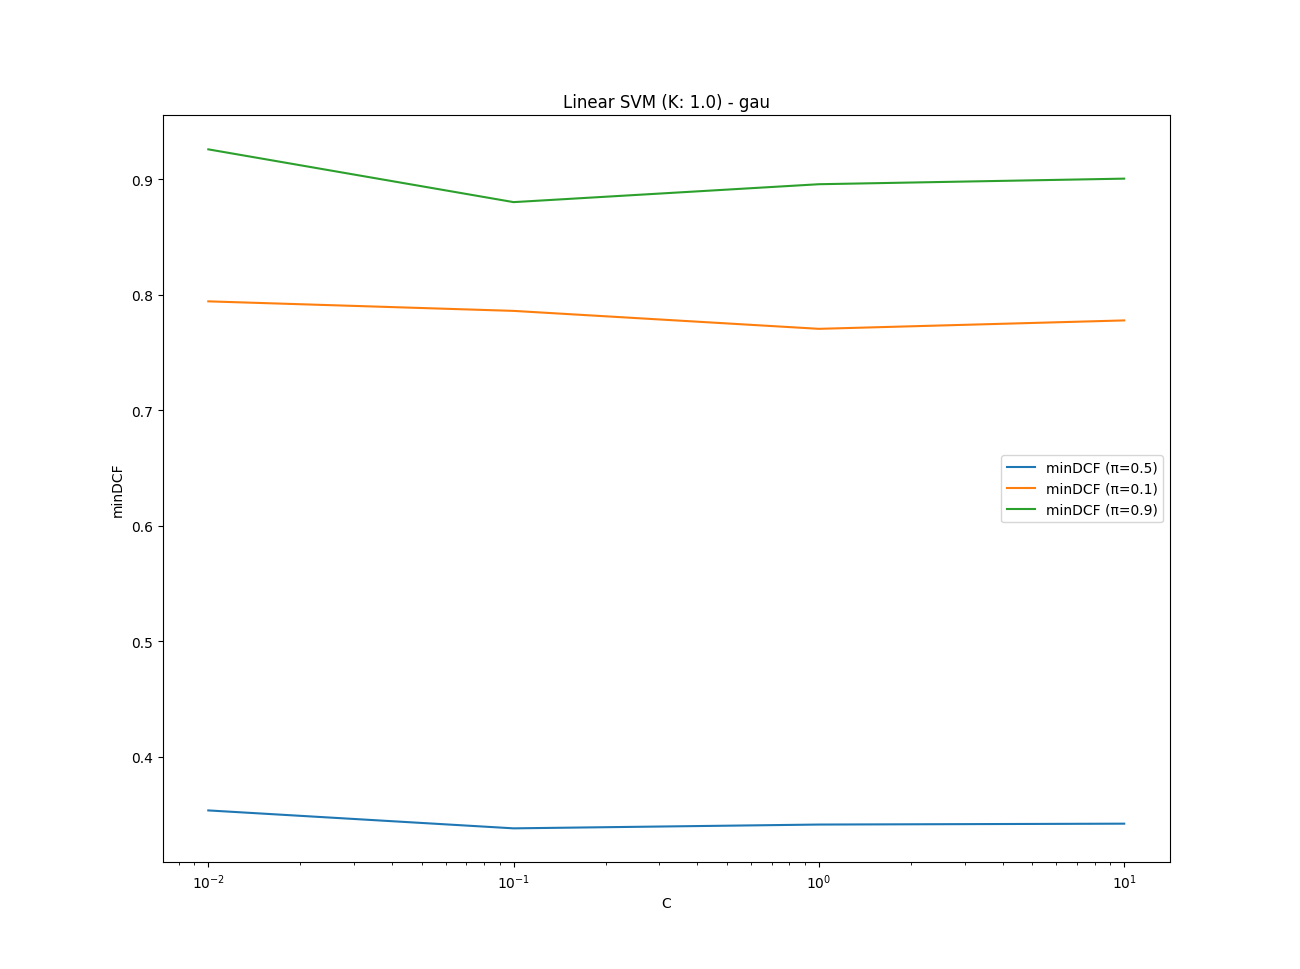 Linear SVM (K: 1.0) - gau
minDCF
0.9
0.8
0.7
0.6
0.5
0.4
minDCF (π=0.5)
minDCF (π=0.1)
minDCF (π=0.9)
10⁻² 10⁻¹ 10⁰ 10¹
C